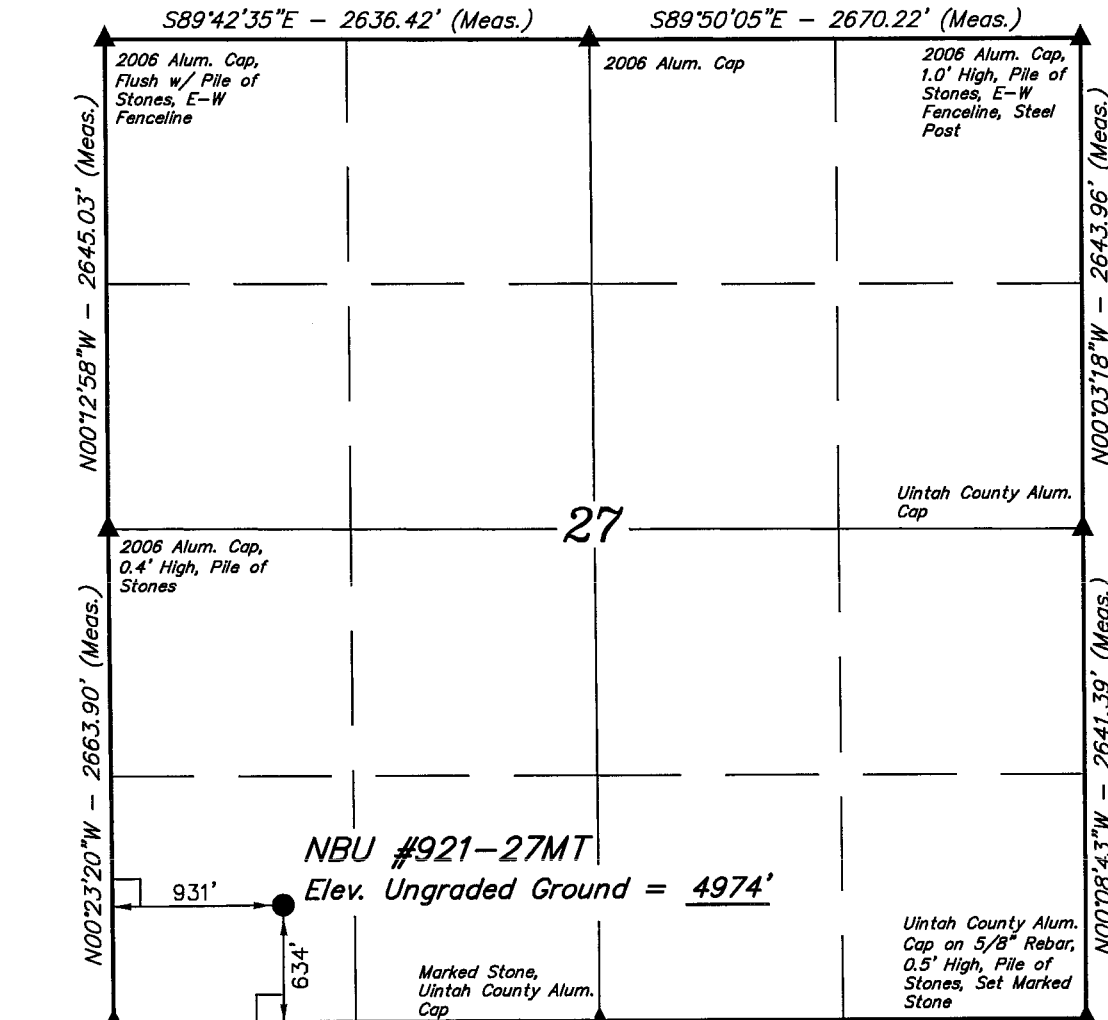 S89°42'35"E - 2636.42' (Meas.)
S89°50'05"E - 2670.22' (Meas.)
2006 Alum. Cap,
Flush w/ Pile of
Stones, E-W
Fenceline
2006 Alum. Cap
2006 Alum. Cap,
1.0' High, Pile of
Stones, E-W
Fenceline, Steel
Post
N00°12'58"W - 2645.03' (Meas.)
N00°03'18"W - 2643.96' (Meas.)
Uintah County Alum.
Cap
27
2006 Alum. Cap,
0.4' High, Pile of
Stones
N00°23'20"W - 2663.90' (Meas.)
N00°08'43"W - 2641.39' (Meas.)
NBU #921-27MT
Elev. Ungraded Ground = 4974'
931'
634'
Marked Stone,
Uintah County Alum.
Cap
Uintah County Alum.
Cap on 5/8" Rebar,
0.5' High, Pile of
Stones, Set Marked
Stone